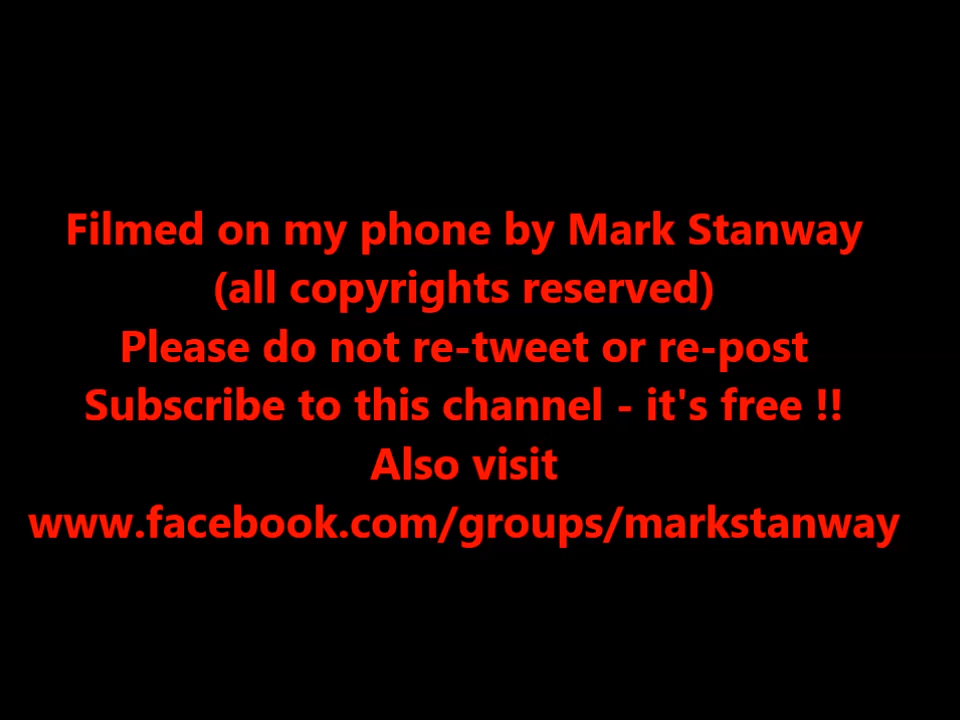 Filmed on my phone by Mark Stanway
(all copyrights reserved)
Please do not re-tweet or re-post
Subscribe to this channel - it's free !!
Also visit
www.facebook.com/groups/markstanway